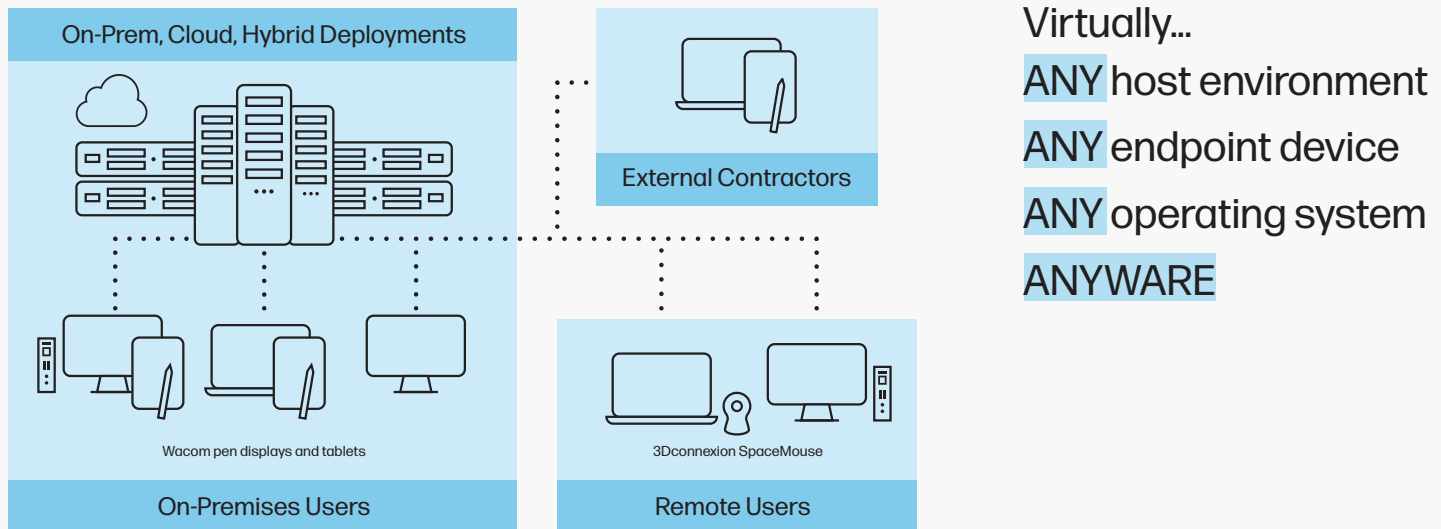 On-Prem, Cloud, Hybrid Deployments
Wacom pen displays and tablets
On-Premises Users
External Contractors
3Dconnexion SpaceMouse
Remote Users
Virtually...
ANY host environment
ANY endpoint device
ANY operating system
ANYWARE